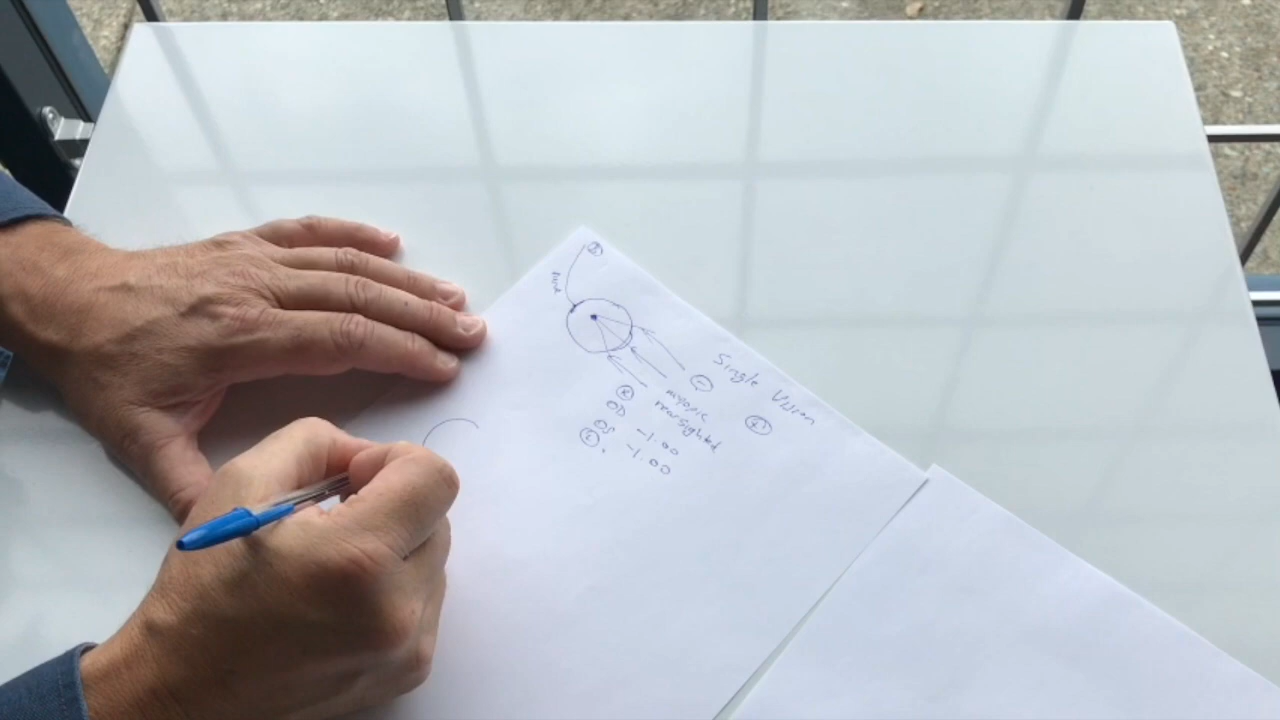 Single Vision
(-)
(+)
myopic
nearsighted
(R)
OD -1.00
OS -1.00
(L)